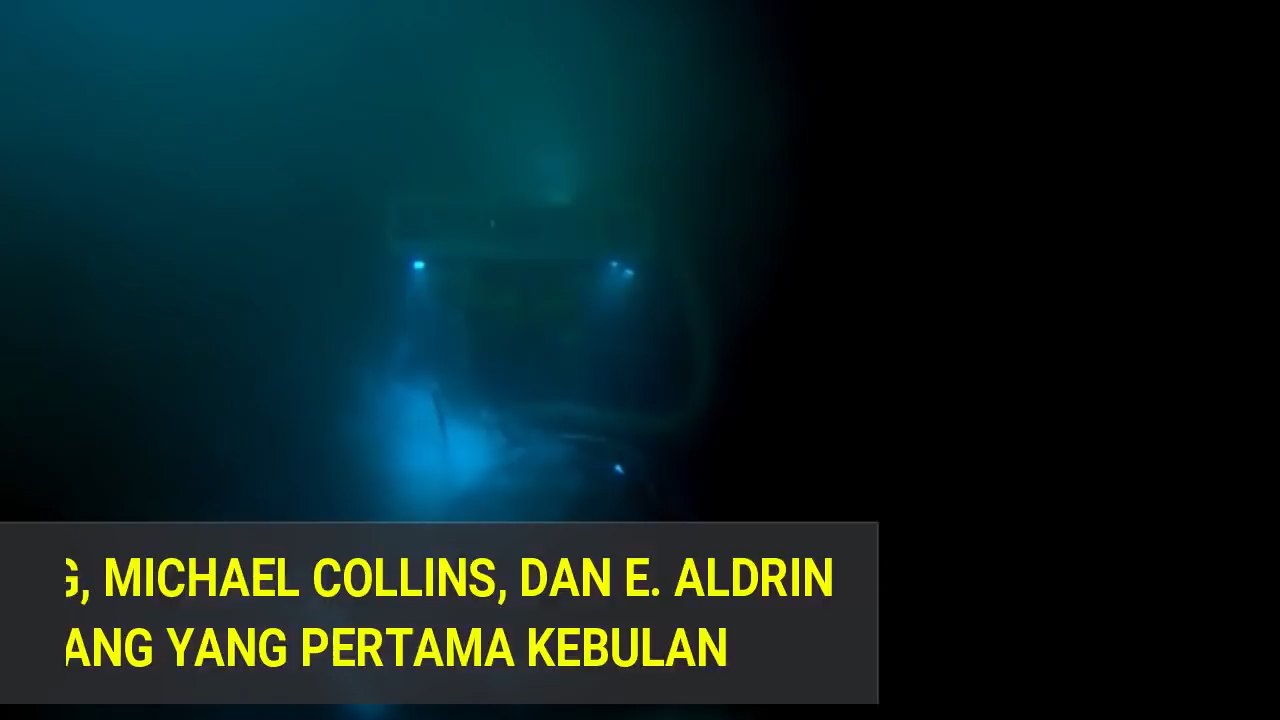 , MICHAEL COLLINS, DAN E. ALDRIN
ANG YANG PERTAMA KEBULAN